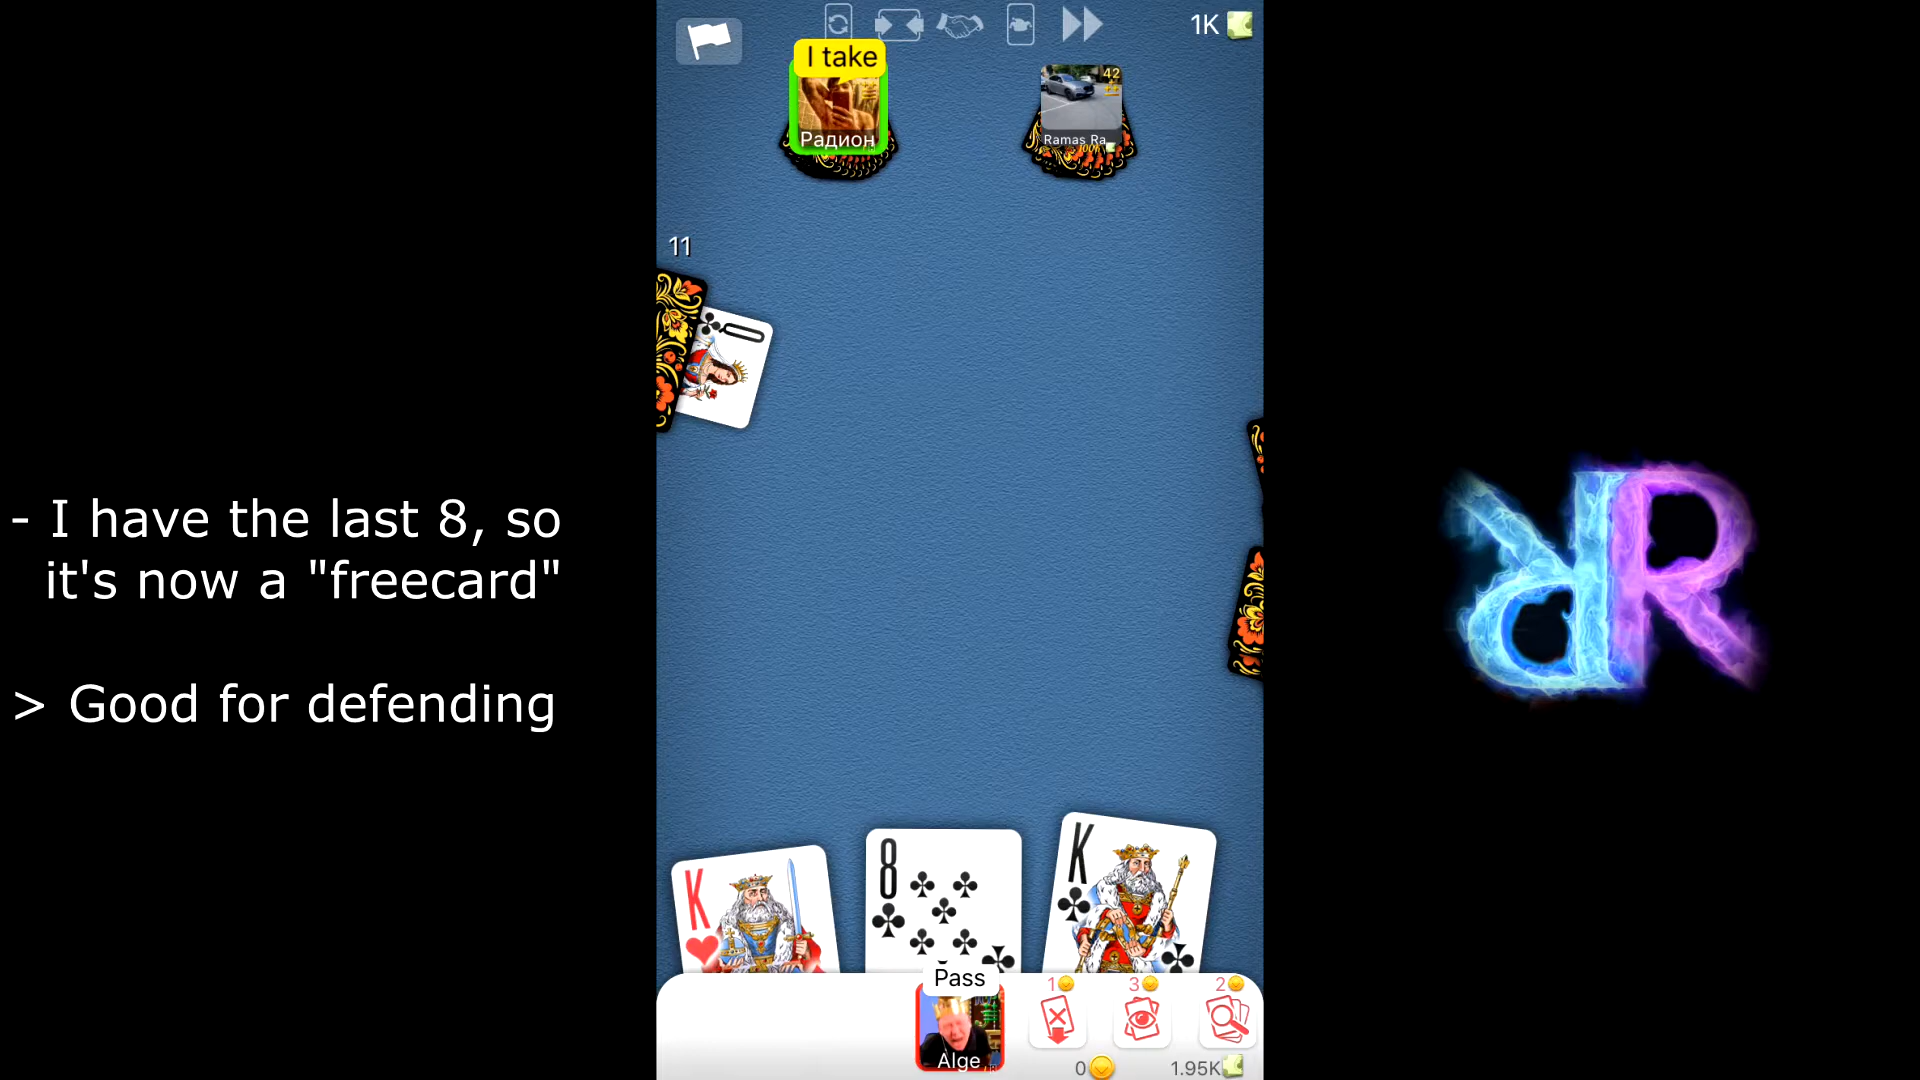 1K
I take
42
Радион
Ramas Ra
11
Q
- I have the last 8, so
it's now a "freecard"
> Good for defending
K
8
K
Pass
1
3
2
Alge
0
1.95K
R R